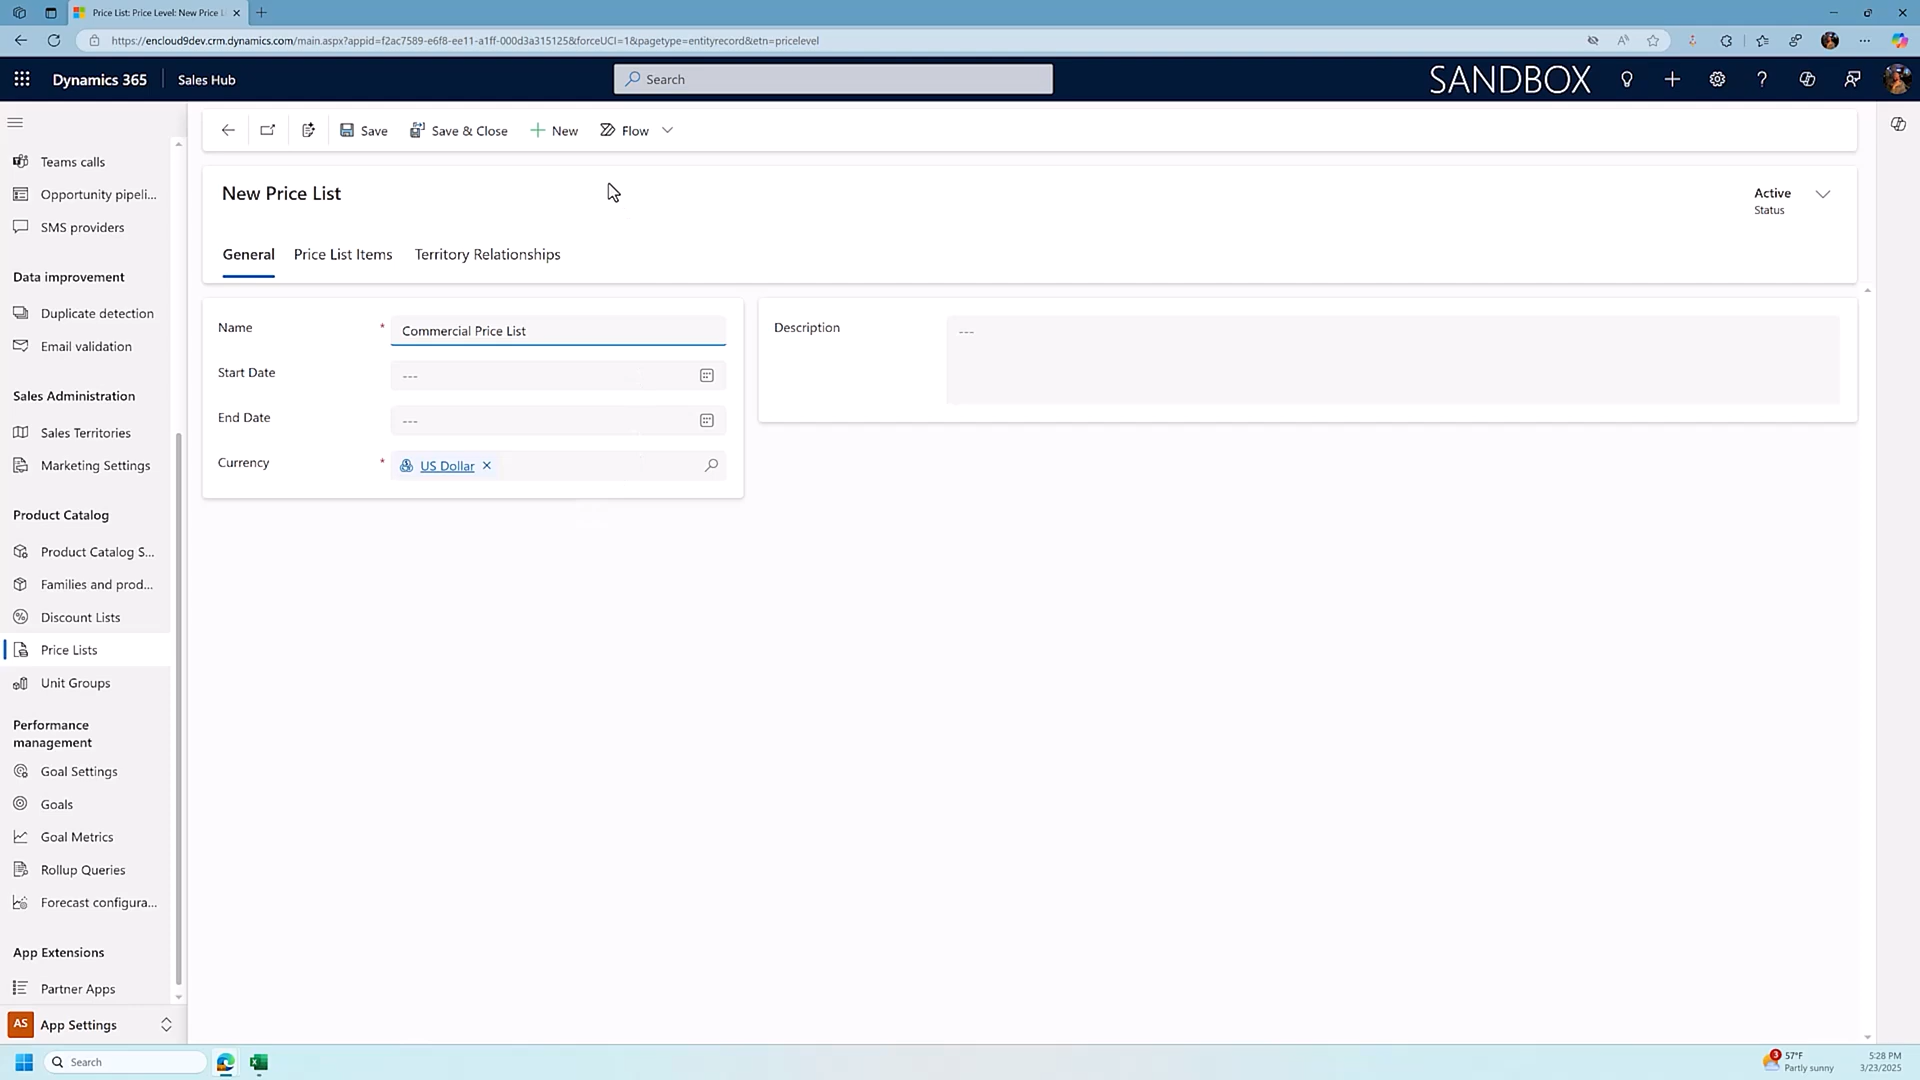 Price List: Price Level: New Price L
https://encloud9dev.crm.dynamics.com/main.aspx?appid=f2ac7589-e6f8-ee11-a1ff-000d3a315125&forceUCI=1&pagetype=entityrecord&etn=pricelevel
Dynamics 365
Sales Hub
Search
SANDBOX
Save
Save & Close
New
Flow
New Price List
Active
Status
General
Price List Items
Territory Relationships
Name
*
Commercial Price List
Start Date
---
End Date
---
Currency
*
US Dollar
Description
---
Teams calls
Opportunity pipeli...
SMS providers
Data improvement
Duplicate detection
Email validation
Sales Administration
Sales Territories
Marketing Settings
Product Catalog
Product Catalog S...
Families and prod...
Discount Lists
Price Lists
Unit Groups
Performance
management
Goal Settings
Goals
Goal Metrics
Rollup Queries
Forecast configura...
App Extensions
Partner Apps
AS
App Settings
Search
3
57°F
Partly sunny
5:28 PM
3/23/2025